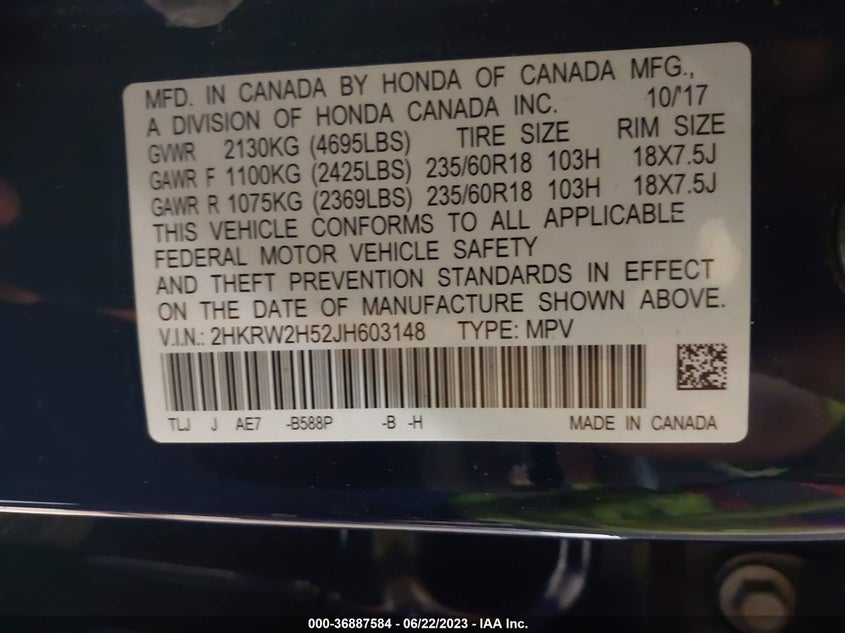 MFD. IN CANADA BY HONDA OF CANADA MFG.,
A DIVISION OF HONDA CANADA INC. 10/'17
GVWR 2130KG (4695LBS) TIRE SIZE RIM SIZE
GAWR F 1100KG (2425LBS) 235/60R18 103H 18X7.5J
GAWR R 1075KG (2369LBS) 235/60R18 103H 18X7.5J
THIS VEHICLE CONFORMS TO ALL APPLICABLE
FEDERAL MOTOR VEHICLE SAFETY
AND THEFT PREVENTION STANDARDS IN EFFECT
ON THE DATE OF MANUFACTURE SHOWN ABOVE.
V.I.N.: 2HKRW2H52JH603148 TYPE: MPV
TLJ J AE7 -B588P -B -H MADE IN CANADA
000-36887584 - 06/22/2023 - IAA Inc.